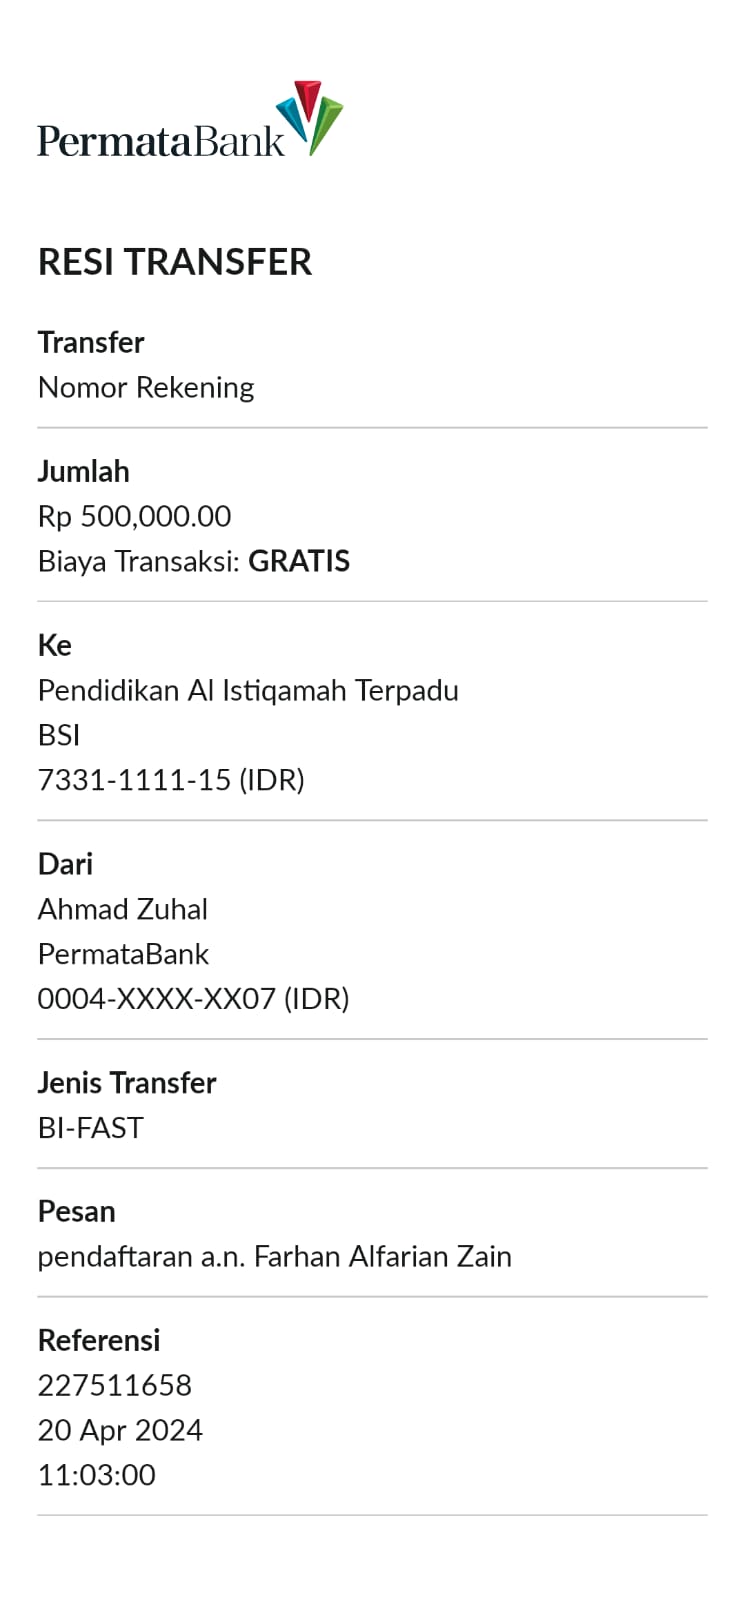 PermataBank
RESI TRANSFER
Transfer
Nomor Rekening
Jumlah
Rp 500,000.00
Biaya Transaksi: GRATIS
Ke
Pendidikan Al Istiqamah Terpadu
BSI
7331-1111-15 (IDR)
Dari
Ahmad Zuhal
PermataBank
0004-XXXX-XX07 (IDR)
Jenis Transfer
BI-FAST
Pesan
pendaftaran a.n. Farhan Alfarian Zain
Referensi
227511658
20 Apr 2024
11:03:00